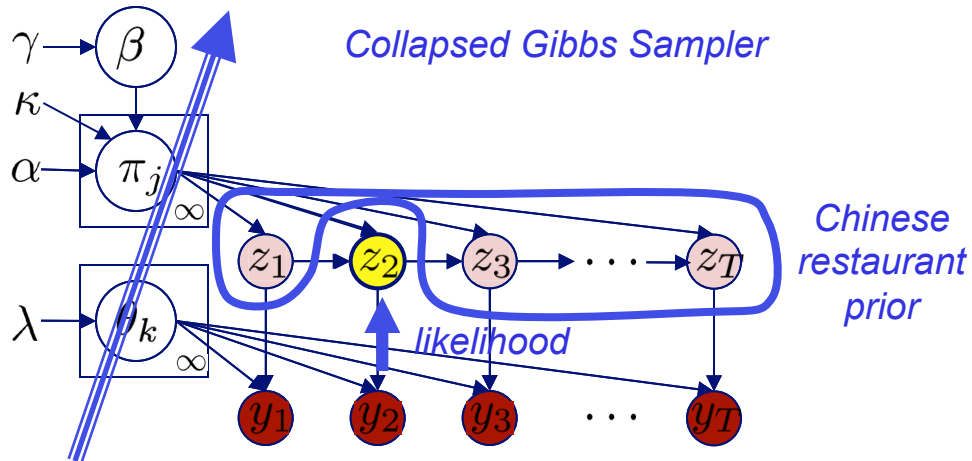 γ
β
Collapsed Gibbs Sampler
κ
α
π_j
∞
z_1
z_2
z_3
· · ·
z_T
Chinese
restaurant
prior
λ
θ_k
∞
likelihood
y_1
y_2
y_3
· · ·
y_T